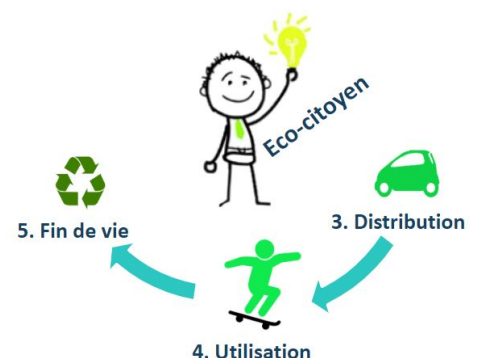 Eco-citoyen
3. Distribution
5. Fin de vie
4. Utilisation